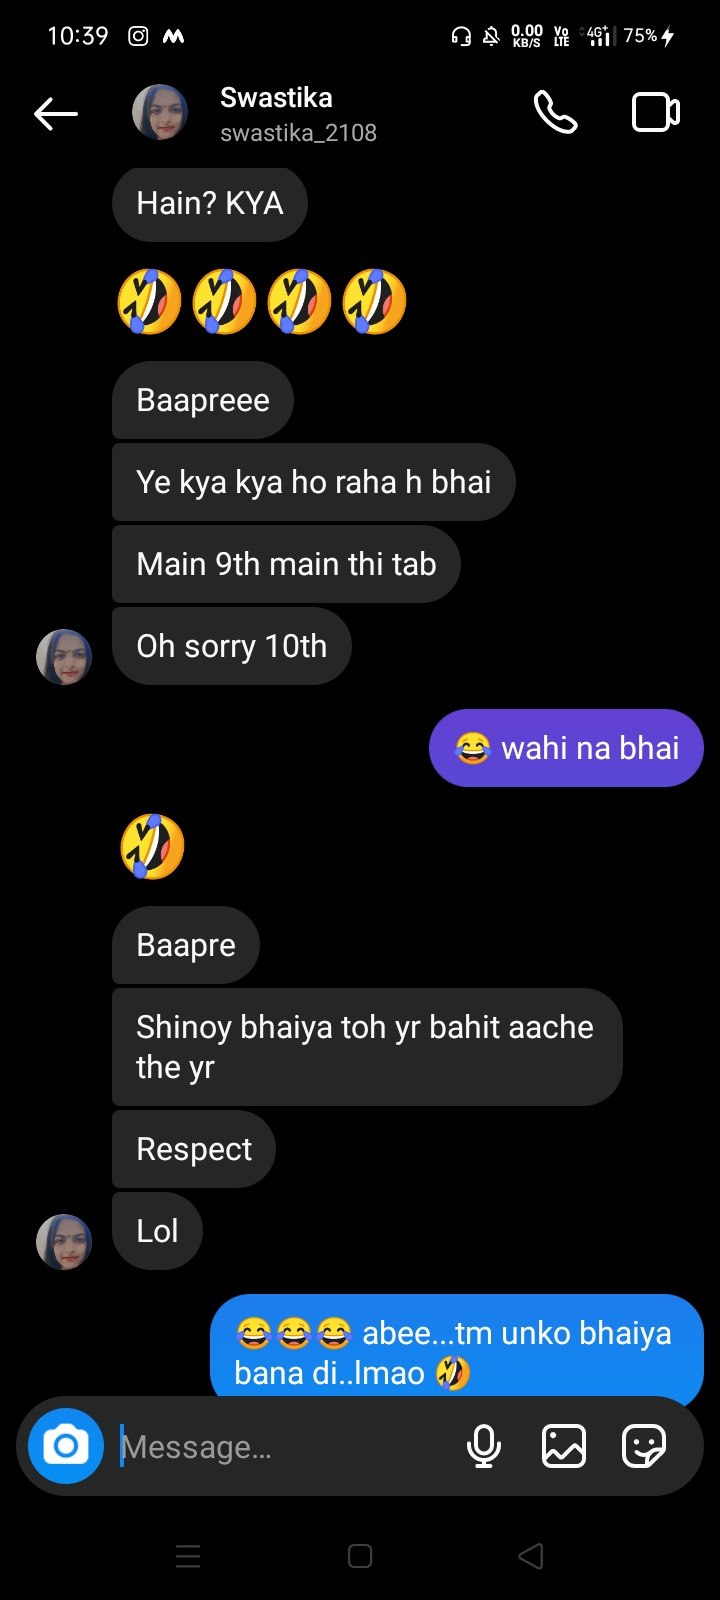 10:39
0.00
KB/S
Vo
LTE
4G+
75%
Swastika
swastika_2108
Hain? KYA
🤣🤣🤣🤣
Baapreee
Ye kya kya ho raha h bhai
Main 9th main thi tab
Oh sorry 10th
😂 wahi na bhai
🤣
Baapre
Shinoy bhaiya toh yr bahit aache
the yr
Respect
Lol
😂😂😂 abee...tm unko bhaiya
bana di..lmao 🤣
Message...